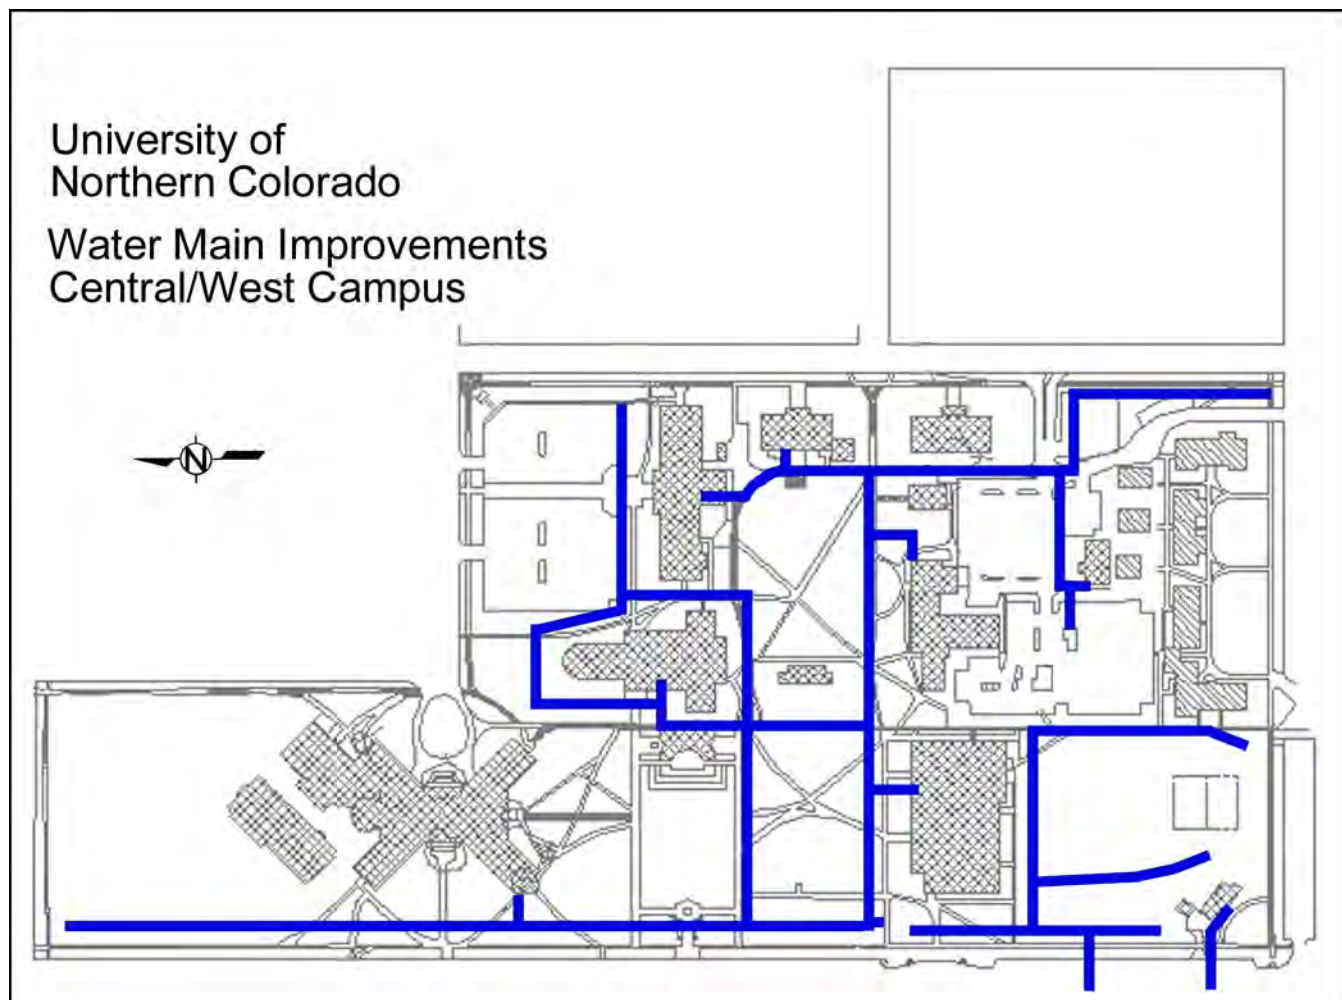 University of
Northern Colorado
Water Main Improvements
Central/West Campus
N